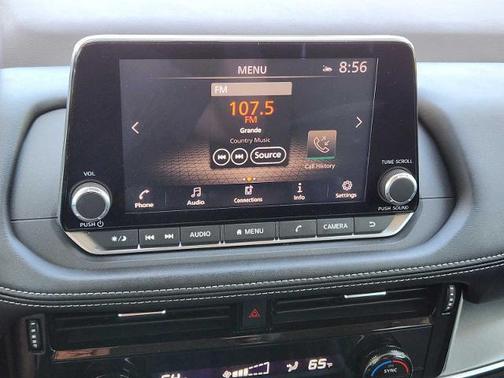 MENU
8:56
FM
107.5
FM
Grande
Country Music
Source
Call History
VOL
TUNE SCROLL
PUSH
PUSH SOUND
Phone
Audio
Connections
Info
Settings
AUDIO
MENU
CAMERA
65°F
SYNC